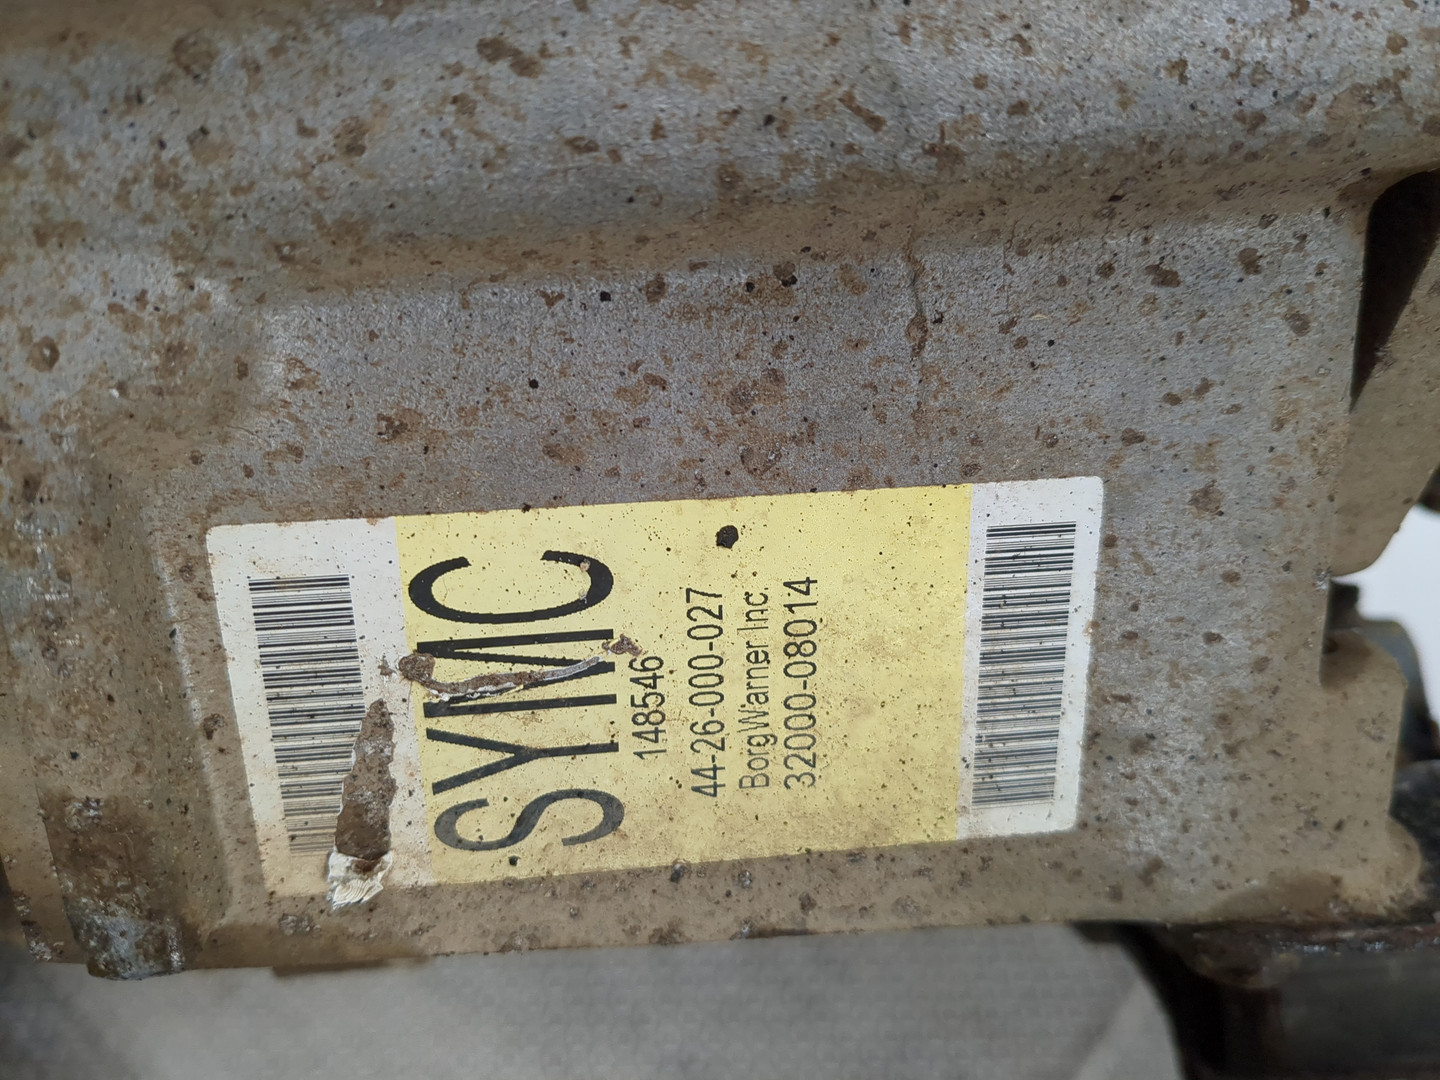 SYMC
148546
44-26-000-027
BorgWarner Inc.
32000-08014